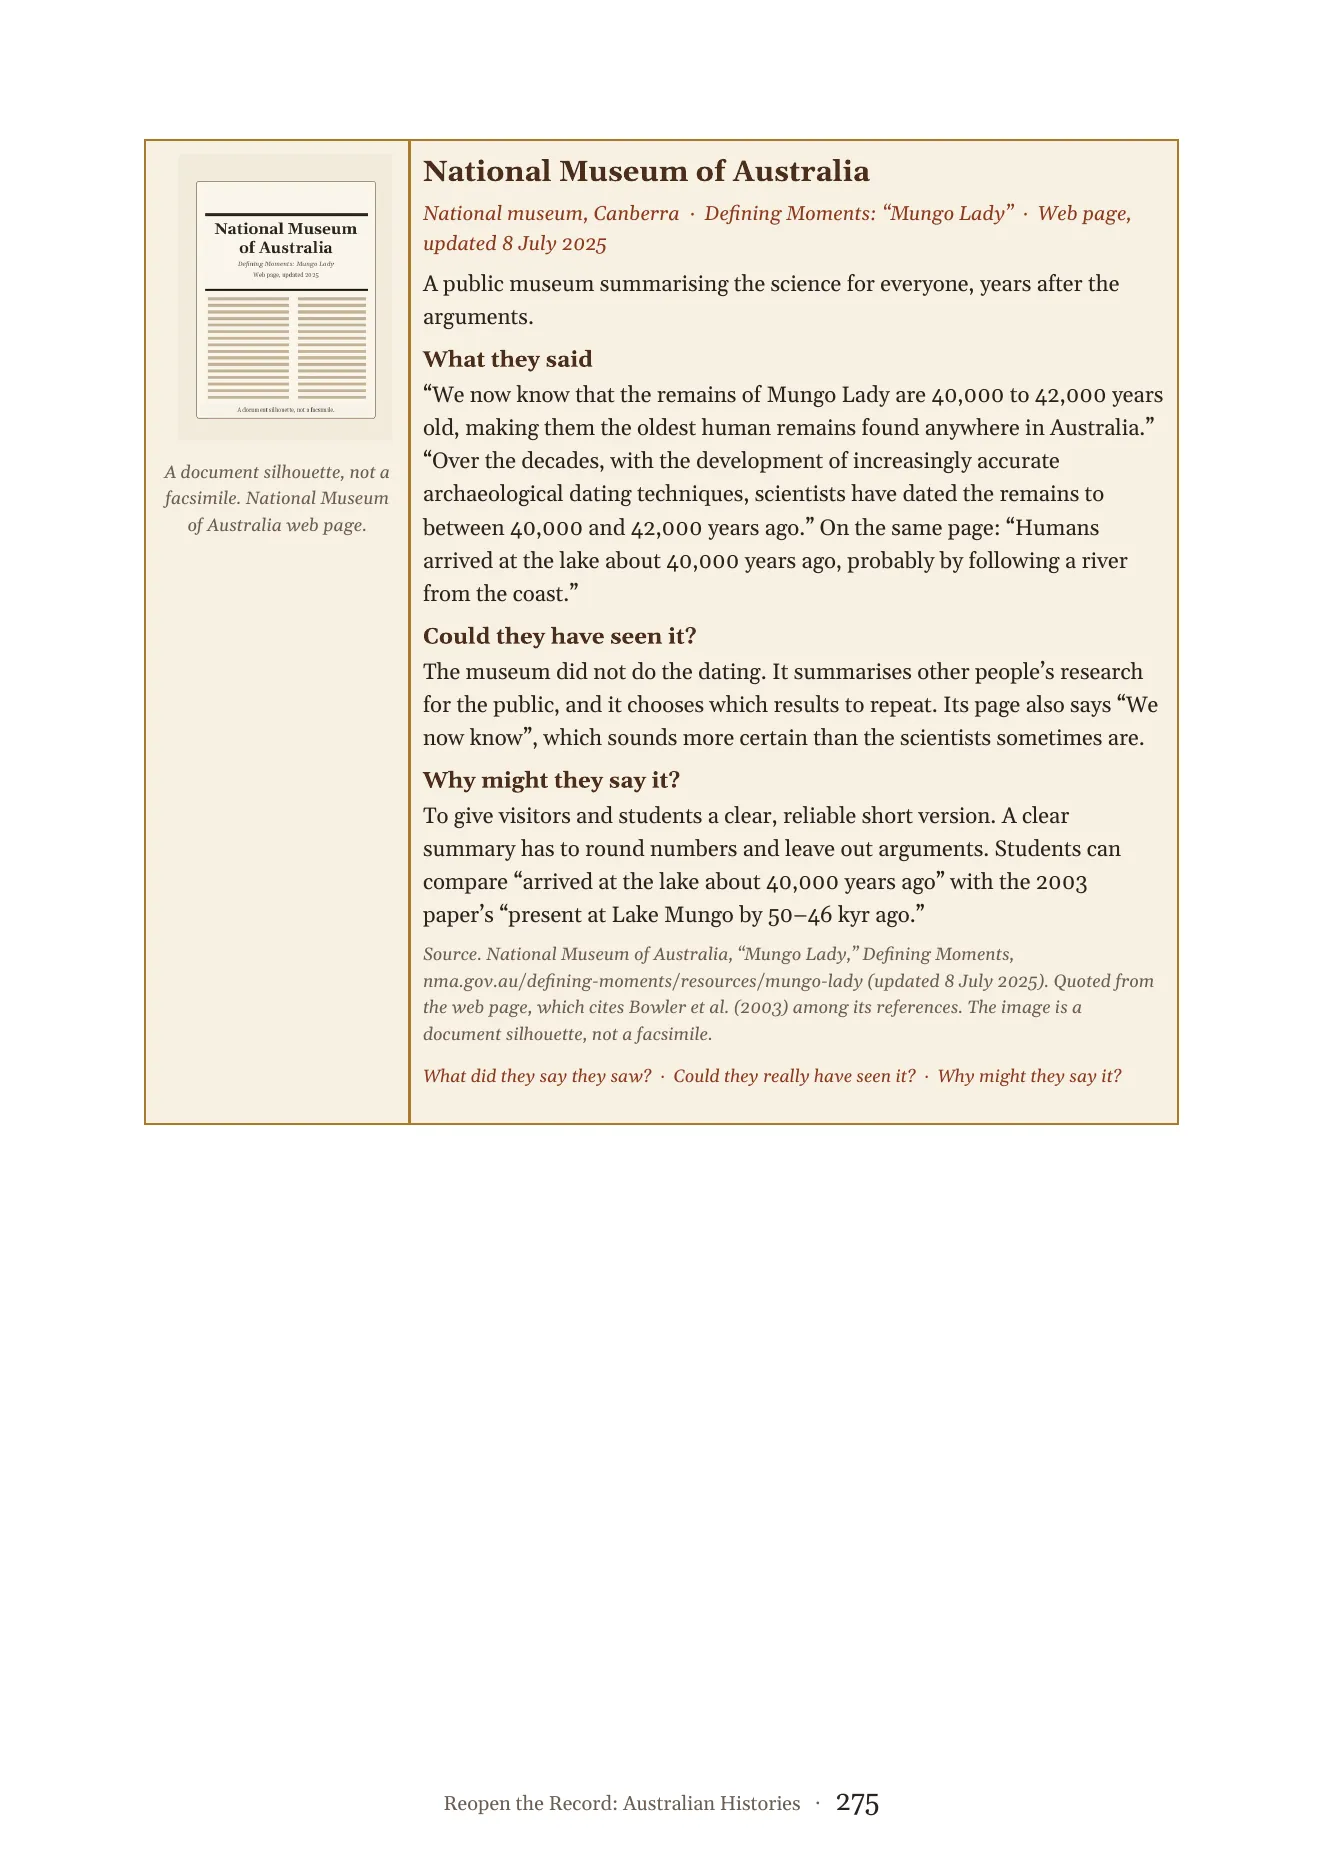 National Museum
of Australia
Defining Moments: Mungo Lady
Web page, updated 2025
A document silhouette, not a facsimile.
A document silhouette, not a
facsimile. National Museum
of Australia web page.
National Museum of Australia
National museum, Canberra · Defining Moments: “Mungo Lady” · Web page,
updated 8 July 2025
A public museum summarising the science for everyone, years after the
arguments.
What they said
“We now know that the remains of Mungo Lady are 40,000 to 42,000 years
old, making them the oldest human remains found anywhere in Australia.”
“Over the decades, with the development of increasingly accurate
archaeological dating techniques, scientists have dated the remains to
between 40,000 and 42,000 years ago.” On the same page: “Humans
arrived at the lake about 40,000 years ago, probably by following a river
from the coast.”
Could they have seen it?
The museum did not do the dating. It summarises other people’s research
for the public, and it chooses which results to repeat. Its page also says “We
now know”, which sounds more certain than the scientists sometimes are.
Why might they say it?
To give visitors and students a clear, reliable short version. A clear
summary has to round numbers and leave out arguments. Students can
compare “arrived at the lake about 40,000 years ago” with the 2003
paper’s “present at Lake Mungo by 50–46 kyr ago.”
Source. National Museum of Australia, “Mungo Lady,” Defining Moments,
nma.gov.au/defining-moments/resources/mungo-lady (updated 8 July 2025). Quoted from
the web page, which cites Bowler et al. (2003) among its references. The image is a
document silhouette, not a facsimile.
What did they say they saw? · Could they really have seen it? · Why might they say it?
Reopen the Record: Australian Histories · 275